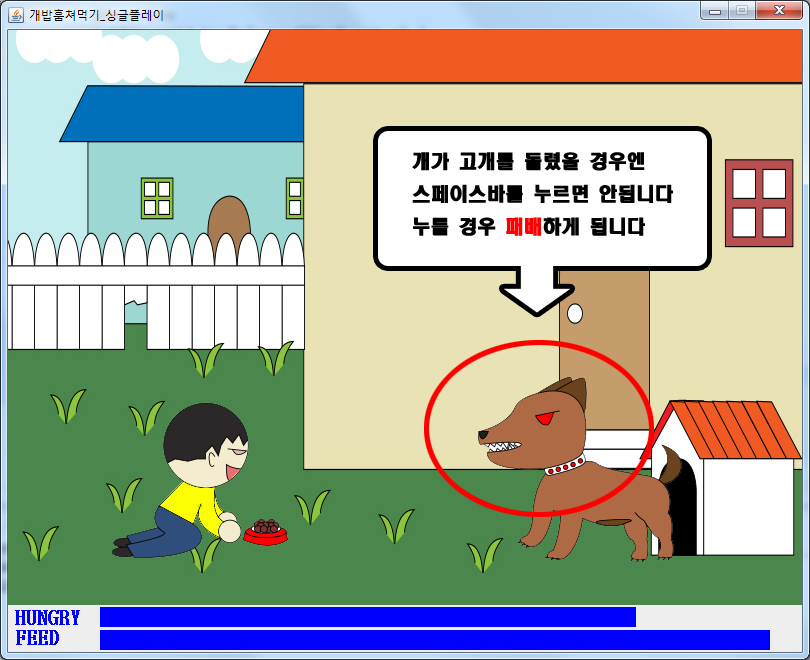 개밥훔쳐먹기_싱글플레이
개가 고개를 돌렸을 경우엔
스페이스바를 누르면 안됩니다
누를 경우 패배하게 됩니다
HUNGRY
FEED